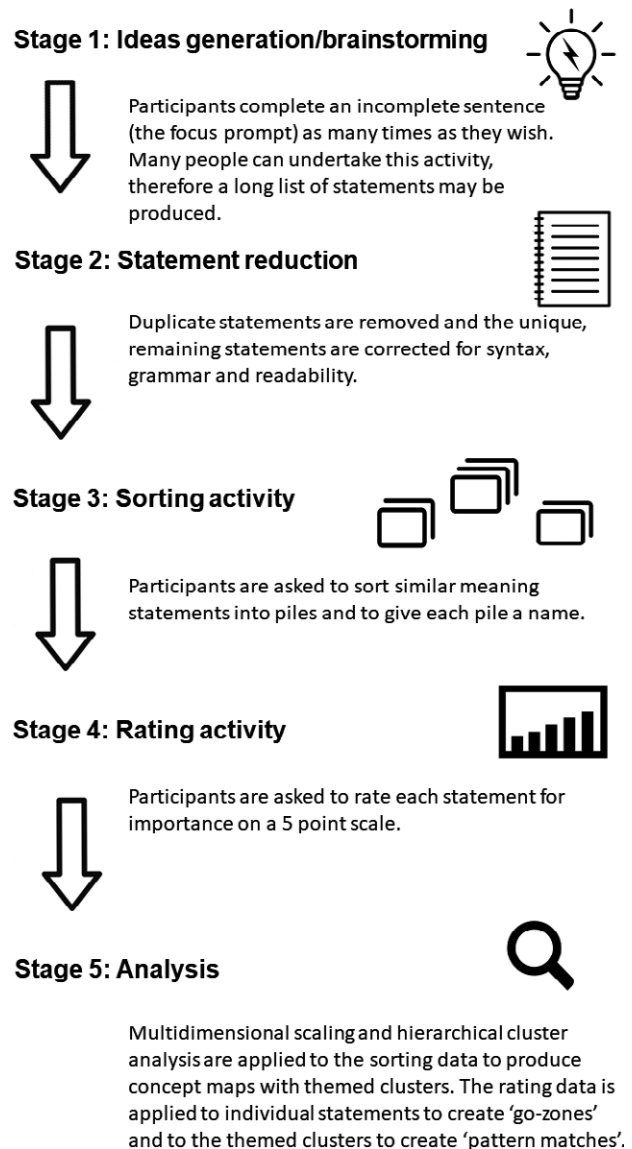 Stage 1: Ideas generation/brainstorming
Participants complete an incomplete sentence
(the focus prompt) as many times as they wish.
Many people can undertake this activity,
therefore a long list of statements may be
produced.
Stage 2: Statement reduction
Duplicate statements are removed and the unique,
remaining statements are corrected for syntax,
grammar and readability.
Stage 3: Sorting activity
Participants are asked to sort similar meaning
statements into piles and to give each pile a name.
Stage 4: Rating activity
Participants are asked to rate each statement for
importance on a 5 point scale.
Stage 5: Analysis
Multidimensional scaling and hierarchical cluster
analysis are applied to the sorting data to produce
concept maps with themed clusters. The rating data is
applied to individual statements to create ‘go-zones’
and to the themed clusters to create ‘pattern matches’.